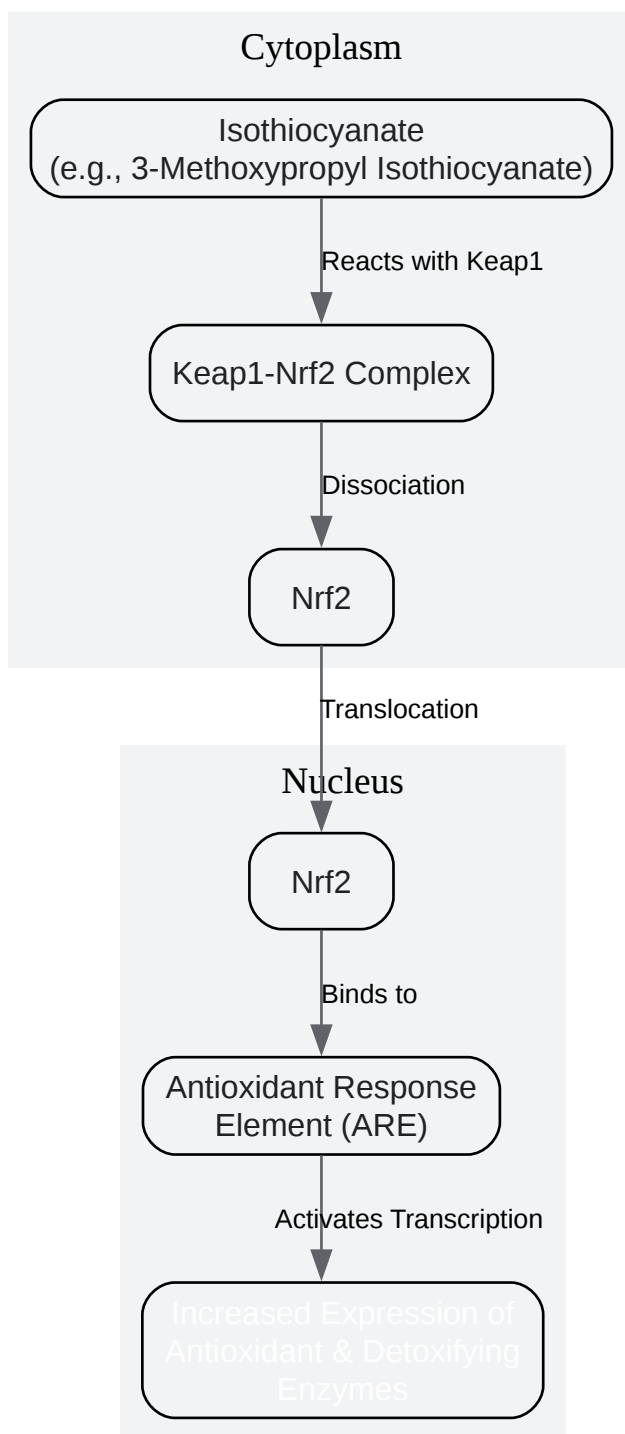 Cytoplasm
Isothiocyanate
(e.g., 3-Methoxypropyl Isothiocyanate)
Reacts with Keap1
Keap1-Nrf2 Complex
Dissociation
Nrf2
Translocation
Nucleus
Nrf2
Binds to
Antioxidant Response
Element (ARE)
Activates Transcription
Increased Expression of
Antioxidant & Detoxifying
Enzymes